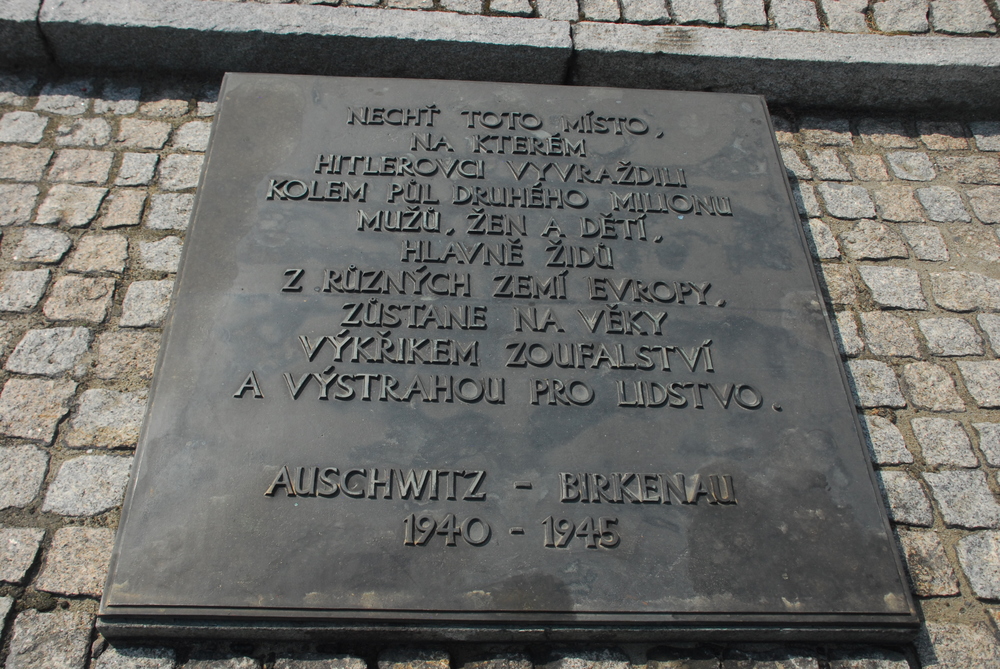 NECHŤ TOTO MÍSTO,
NA KTERÉM
HITLEROVCI VYVRAŽDILI
KOLEM PŮL DRUHÉHO MILIONU
MUŽŮ, ŽEN A DĚTÍ,
HLAVNĚ ŽIDŮ
Z RŮZNÝCH ZEMÍ EVROPY,
ZŮSTANE NA VĚKY
VÝKŘIKEM ZOUFALSTVÍ
A VÝSTRAHOU PRO LIDSTVO.
AUSCHWITZ - BIRKENAU
1940 - 1945